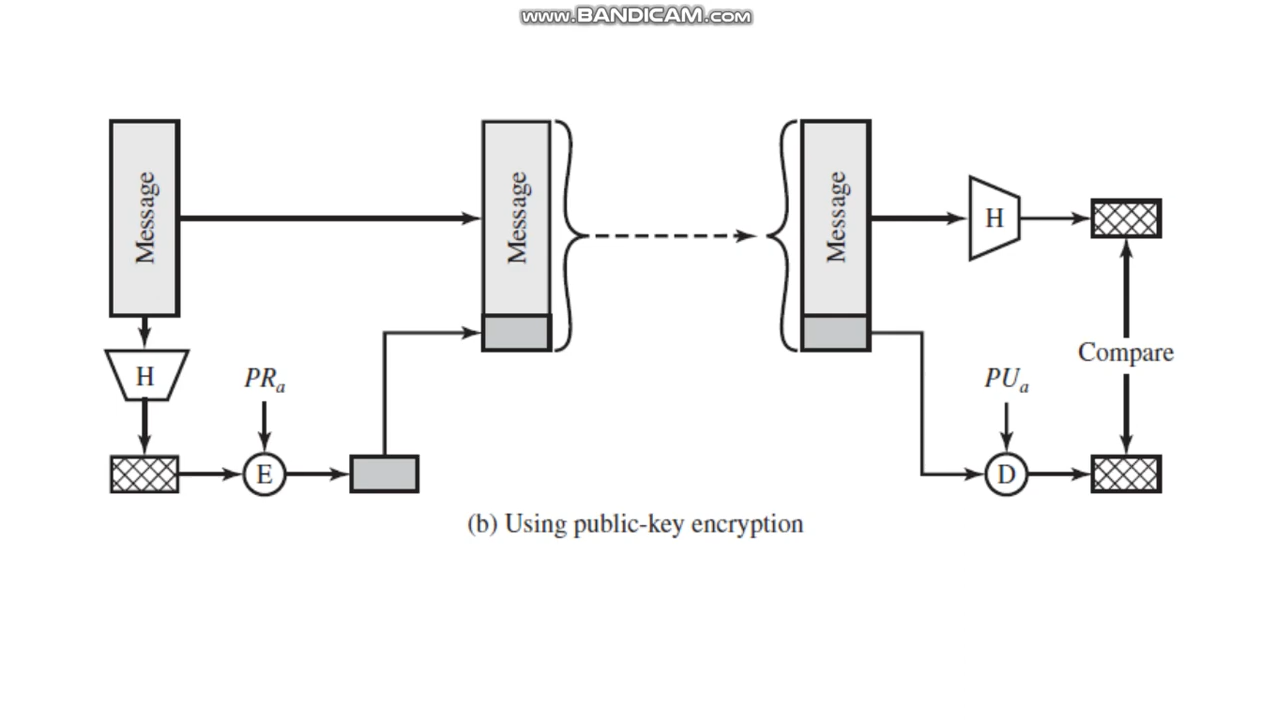 www.BANDICAM.com
Message
Message
Message
H
H
PRa
PUa
Compare
E
D
(b) Using public-key encryption